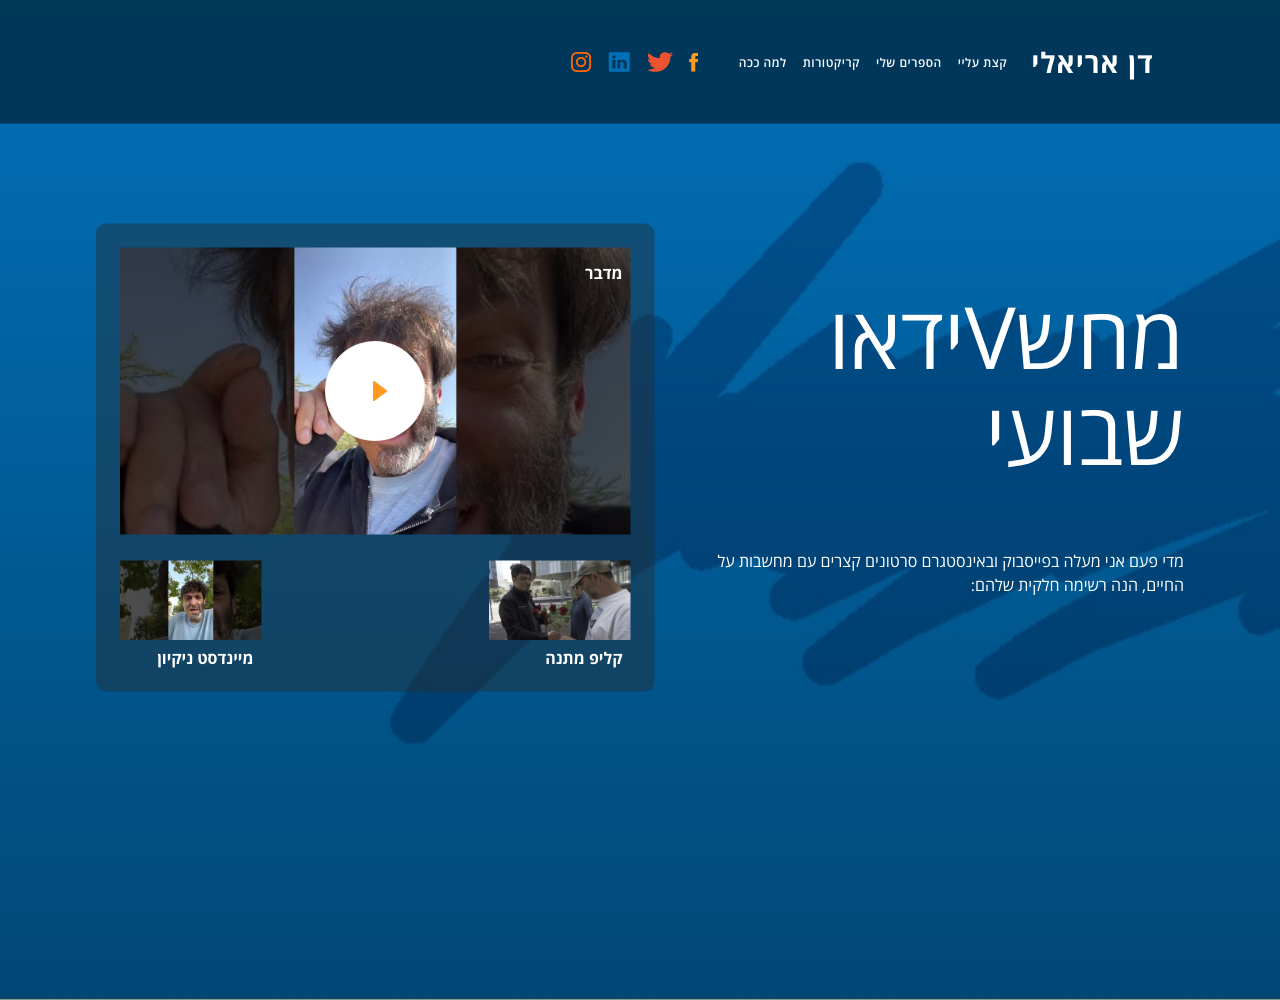 דן אריאלי
קצת עליי
הספרים שלי
קריקטורות
למה ככה
מחשVידאו
שבועי
מדי פעם אני מעלה בפייסבוק ובאינסטגרם סרטונים קצרים עם מחשבות על
החיים, הנה רשימה חלקית שלהם:
מדבר
קליפ מתנה
מיינדסט ניקיון